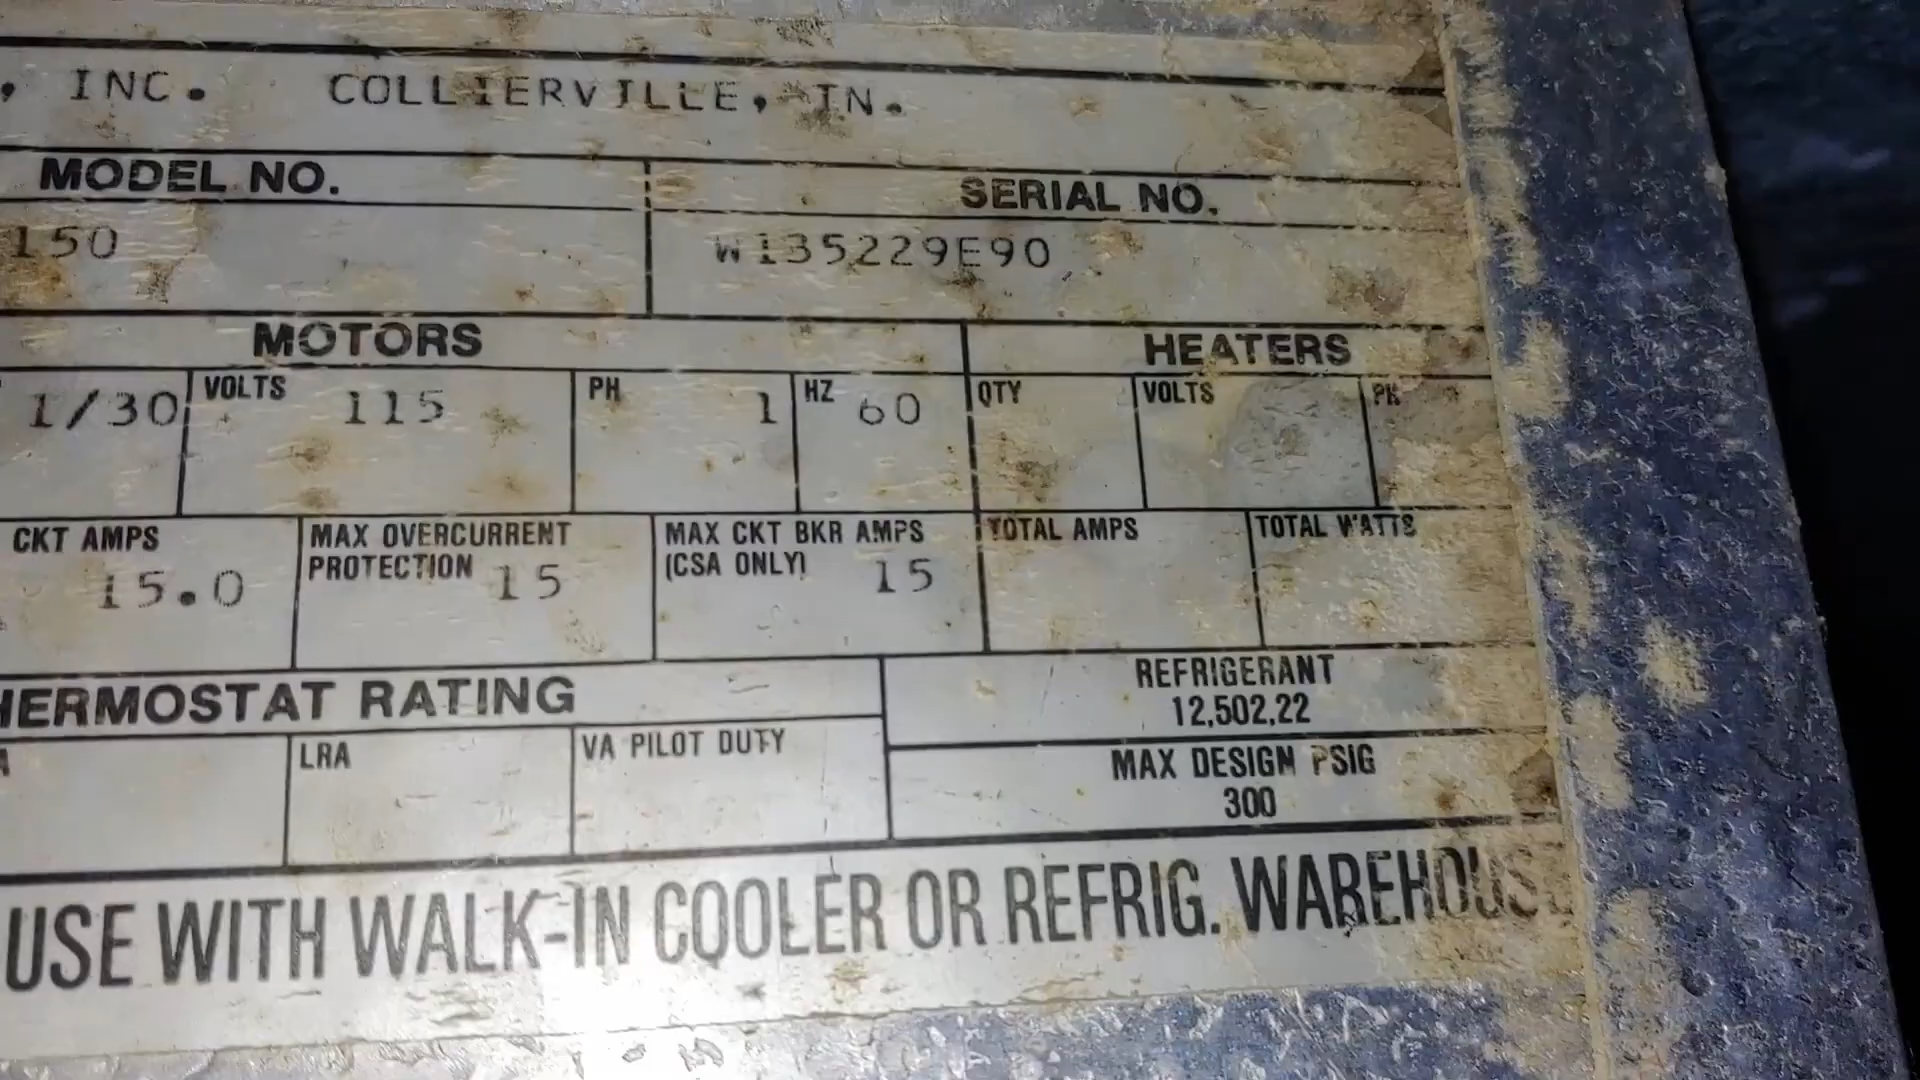 , INC. COLLIERVILLE, TN.
MODEL NO. SERIAL NO.
150 W135229E90
MOTORS HEATERS
1/30 VOLTS 115 PH 1 HZ 60 QTY VOLTS PH
CKT AMPS 15.0 MAX OVERCURRENT PROTECTION 15 MAX CKT BKR AMPS (CSA ONLY) 15 TOTAL AMPS TOTAL WATTS
HERMOSTAT RATING REFRIGERANT
12,502,22
A LRA VA PILOT DUTY MAX DESIGN PSIG
300
USE WITH WALK-IN COOLER OR REFRIG. WAREHOUSE